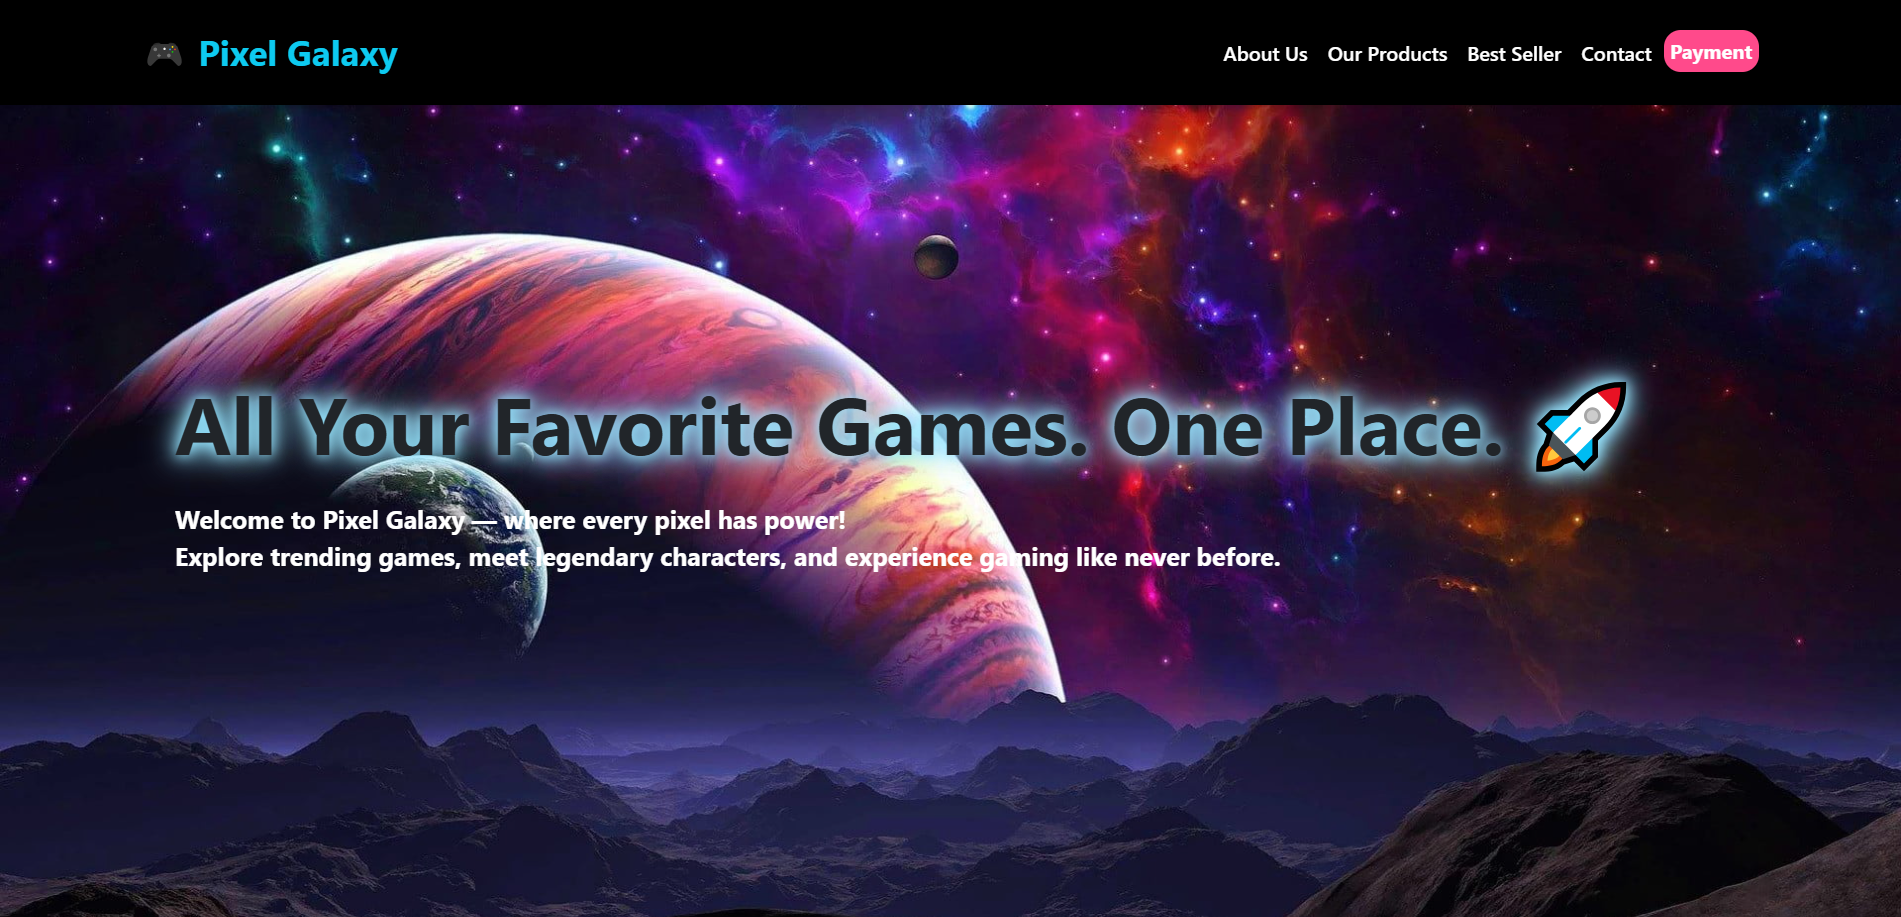 Pixel Galaxy
About Us Our Products Best Seller Contact Payment
All Your Favorite Games. One Place.
Welcome to Pixel Galaxy — where every pixel has power!
Explore trending games, meet legendary characters, and experience gaming like never before.